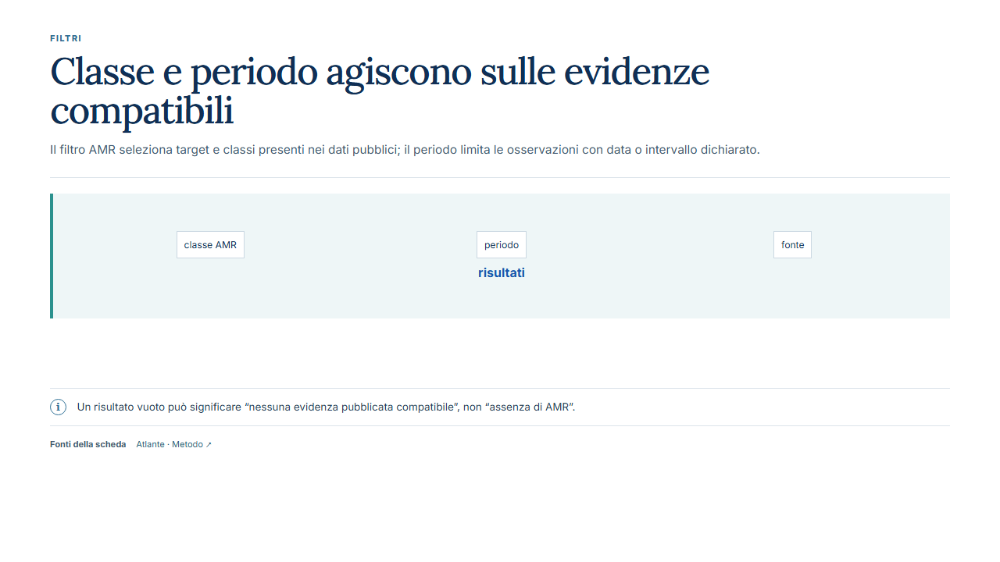 FILTRI
Classe e periodo agiscono sulle evidenze
compatibili
Il filtro AMR seleziona target e classi presenti nei dati pubblici; il periodo limita le osservazioni con data o intervallo dichiarato.
classe AMR
periodo
fonte
risultati
i Un risultato vuoto può significare “nessuna evidenza pubblicata compatibile”, non “assenza di AMR”.
Fonti della scheda Atlante · Metodo ↗